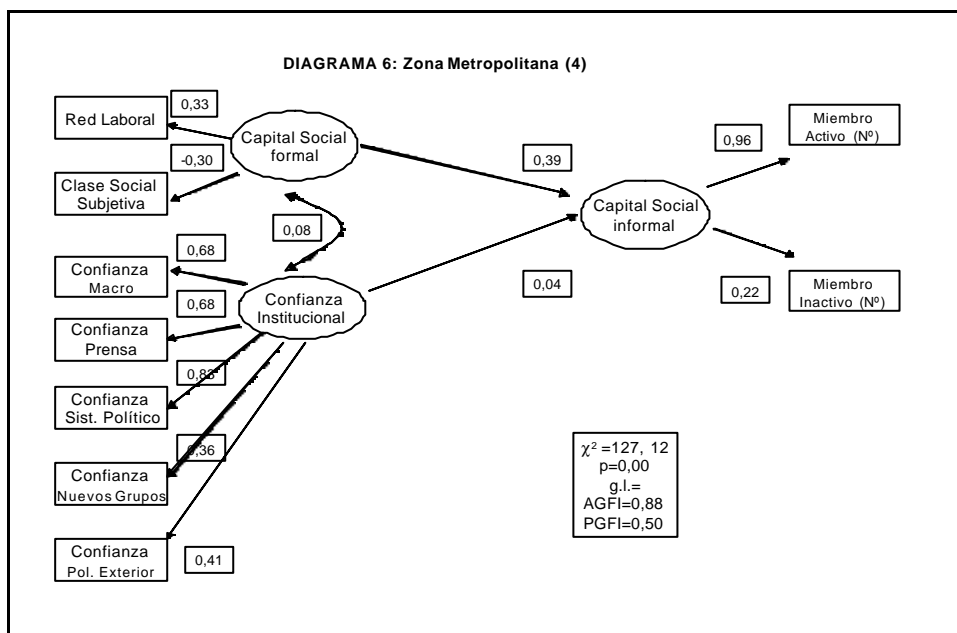 DIAGRAMA 6: Zona Metropolitana (4)
Red Laboral
0,33
Capital Social
formal
-0,30
Clase Social
Subjetiva
0,39
0,96
Miembro
Activo (Nº)
Capital Social
informal
0,08
0,68
Confianza
Macro
0,68
Confianza
Institucional
0,04
0,22
Miembro
Inactivo (Nº)
Confianza
Prensa
0,83
Confianza
Sist. Político
0,36
Confianza
Nuevos Grupos
χ² =127, 12
p=0,00
g.l.=
AGFI=0,88
PGFI=0,50
Confianza
Pol. Exterior
0,41